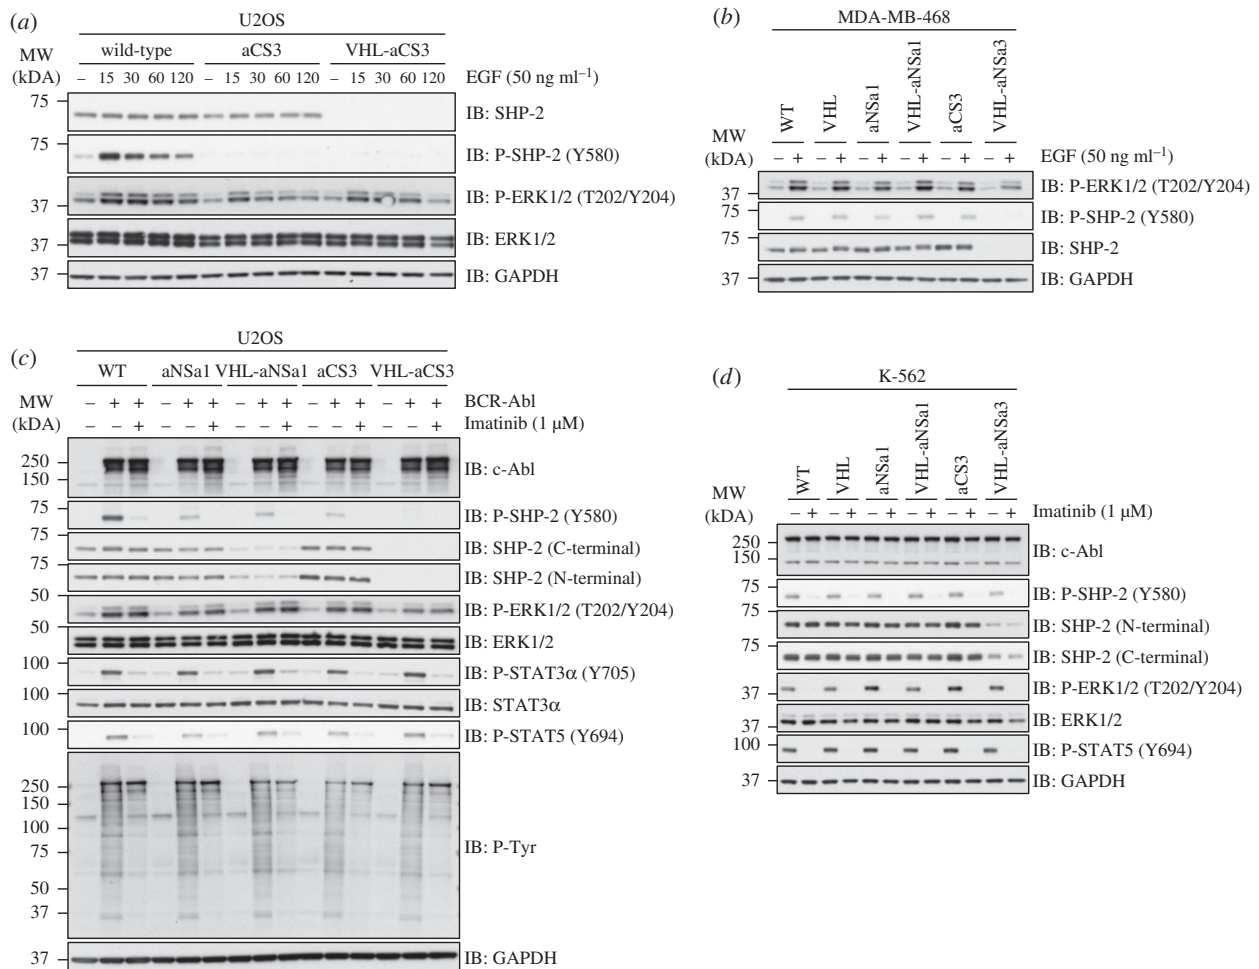 (a)
U2OS
MW
(kDA)
wild-type aCS3 VHL-aCS3
– 15 30 60 120 – 15 30 60 120 – 15 30 60 120 EGF (50 ng ml⁻¹)
75 IB: SHP-2
75 IB: P-SHP-2 (Y580)
37 IB: P-ERK1/2 (T202/Y204)
37 IB: ERK1/2
37 IB: GAPDH
(b)
MDA-MB-468
WT VHL aNSa1 VHL-aNSa1 aCS3 VHL-aNSa3
MW
(kDA)
– + – + – + – + – + – + EGF (50 ng ml⁻¹)
37 IB: P-ERK1/2 (T202/Y204)
75 IB: P-SHP-2 (Y580)
75 IB: SHP-2
37 IB: GAPDH
(c)
U2OS
WT aNSa1 VHL-aNSa1 aCS3 VHL-aCS3
MW
(kDA)
– + + – + + – + + – + + – + + BCR-Abl
– – + – – + – – + – – + – – + Imatinib (1 µM)
250
150
IB: c-Abl
75 IB: P-SHP-2 (Y580)
75
75
IB: SHP-2 (C-terminal)
IB: SHP-2 (N-terminal)
50
50
IB: P-ERK1/2 (T202/Y204)
IB: ERK1/2
100 IB: P-STAT3α (Y705)
100 IB: STAT3α
100 IB: P-STAT5 (Y694)
250
150
100
75
50
37
IB: P-Tyr
37 IB: GAPDH
(d)
K-562
WT VHL aNSa1 VHL-aNSa1 aCS3 VHL-aNSa3
MW
(kDA)
– + – + – + – + – + – + Imatinib (1 µM)
250
150
IB: c-Abl
75 IB: P-SHP-2 (Y580)
75 IB: SHP-2 (N-terminal)
75 IB: SHP-2 (C-terminal)
37 IB: P-ERK1/2 (T202/Y204)
37 IB: ERK1/2
100 IB: P-STAT5 (Y694)
37 IB: GAPDH